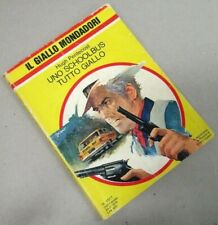 IL GIALLO MONDADORI
Hugh Pentecost
UNO SCHOOLBUS
TUTTO GIALLO